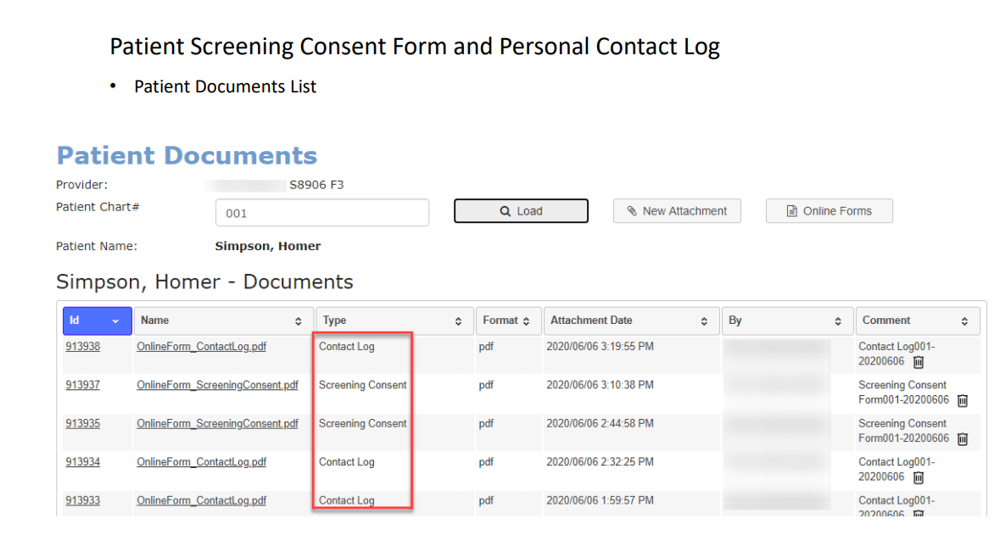 Patient Screening Consent Form and Personal Contact Log
• Patient Documents List
Patient Documents
Provider: S8906 F3
Patient Chart# 001 Load New Attachment Online Forms
Patient Name: Simpson, Homer
Simpson, Homer - Documents
Id Name Type Format Attachment Date By Comment
913938 OnlineForm_ContactLog.pdf Contact Log pdf 2020/06/06 3:19:55 PM Contact Log001-
20200606
913937 OnlineForm_ScreeningConsent.pdf Screening Consent pdf 2020/06/06 3:10:38 PM Screening Consent
Form001-20200606
913935 OnlineForm_ScreeningConsent.pdf Screening Consent pdf 2020/06/06 2:44:58 PM Screening Consent
Form001-20200606
913934 OnlineForm_ContactLog.pdf Contact Log pdf 2020/06/06 2:32:25 PM Contact Log001-
20200606
913933 OnlineForm_ContactLog.pdf Contact Log pdf 2020/06/06 1:59:57 PM Contact Log001-
20200606